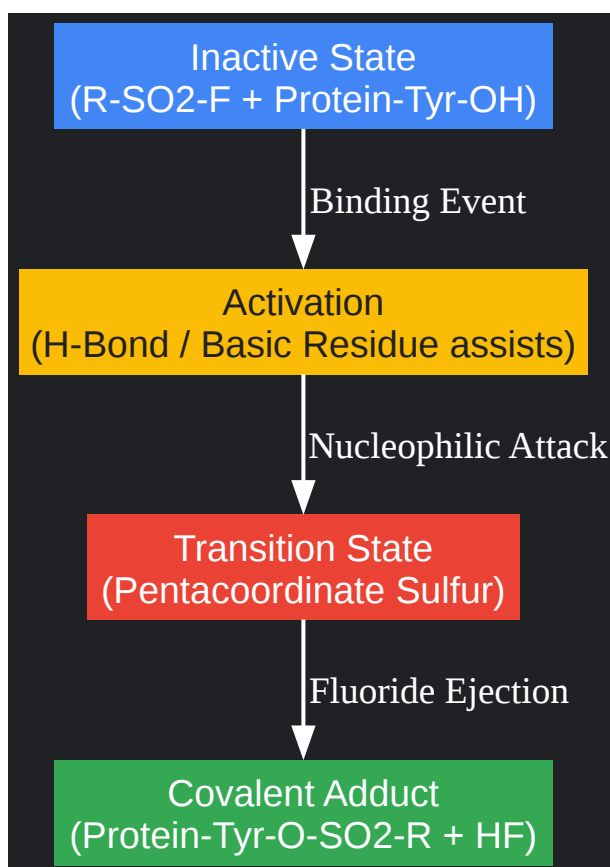 Inactive State
(R-SO2-F + Protein-Tyr-OH)
Binding Event
Activation
(H-Bond / Basic Residue assists)
Nucleophilic Attack
Transition State
(Pentacoordinate Sulfur)
Fluoride Ejection
Covalent Adduct
(Protein-Tyr-O-SO2-R + HF)